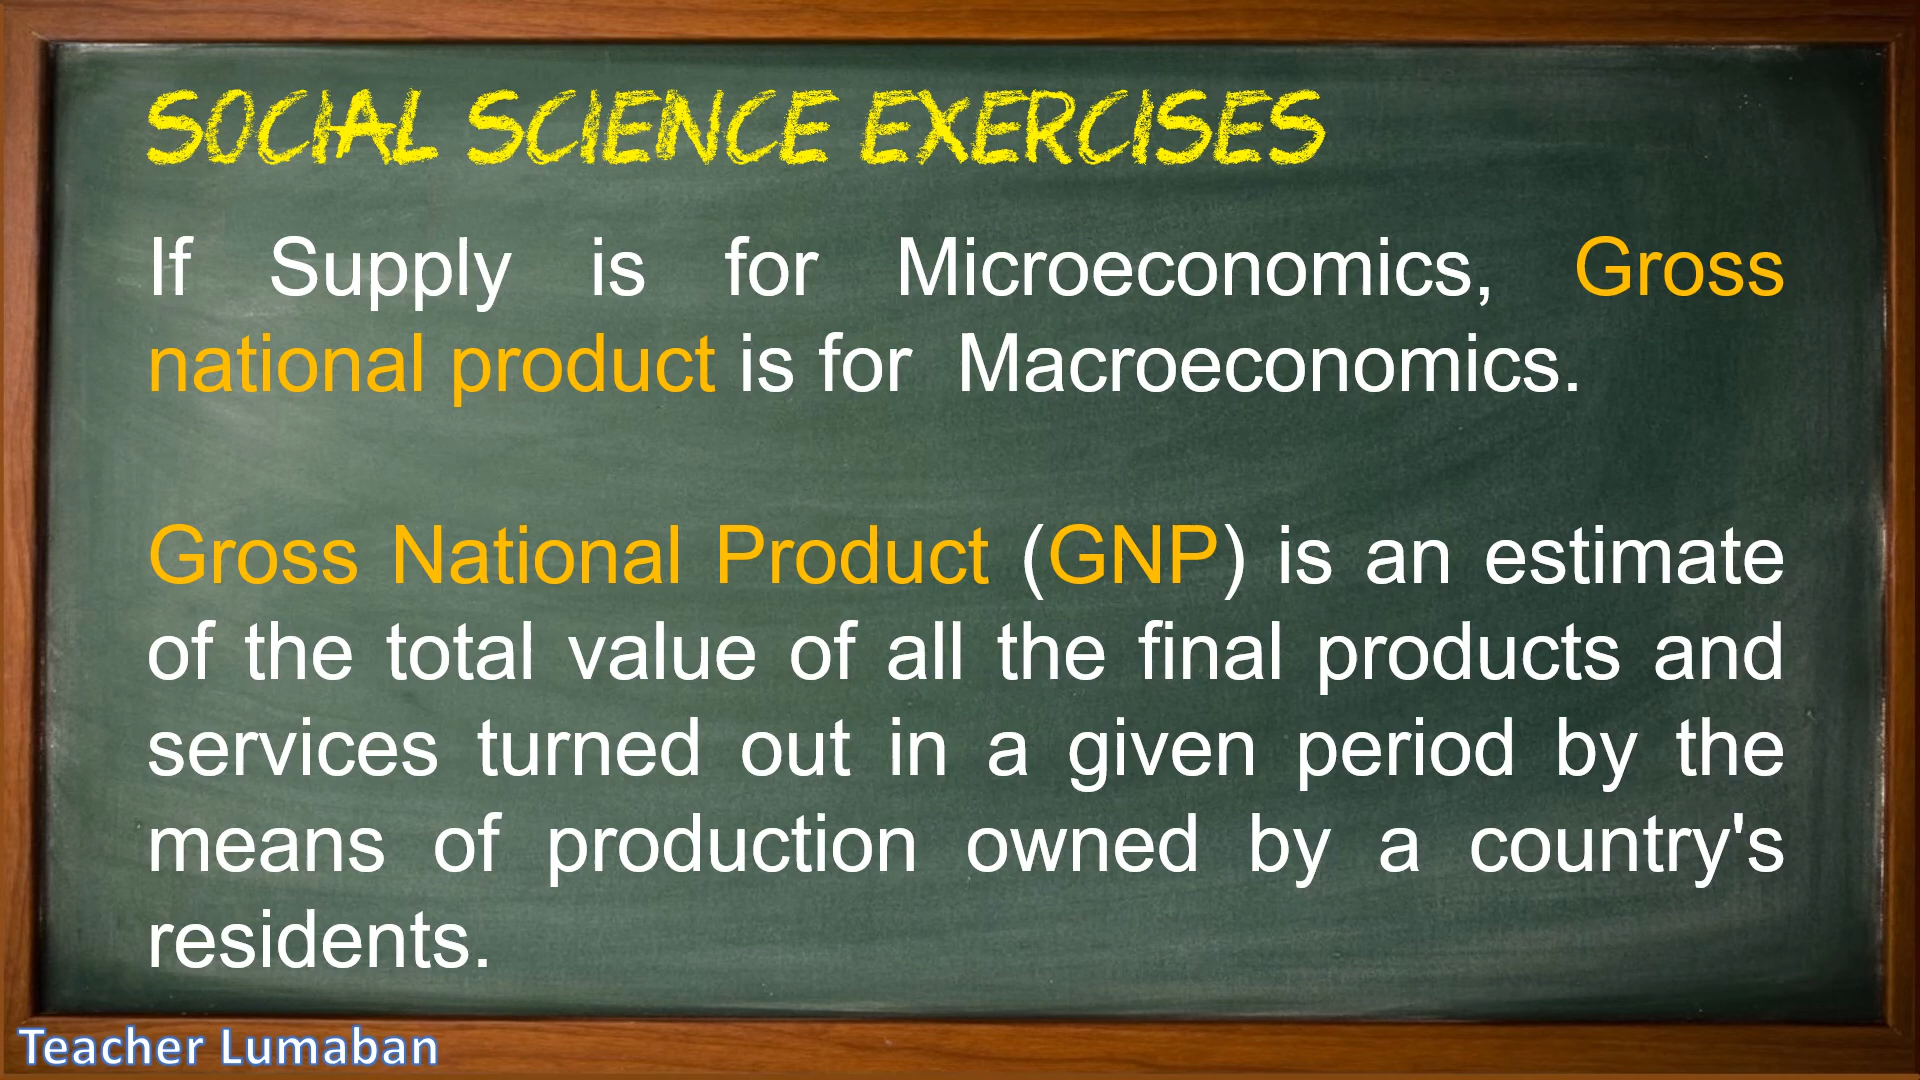 SOCIAL SCIENCE EXERCISES
If Supply is for Microeconomics, Gross
national product is for Macroeconomics.
Gross National Product (GNP) is an estimate
of the total value of all the final products and
services turned out in a given period by the
means of production owned by a country's
residents.
Teacher Lumaban